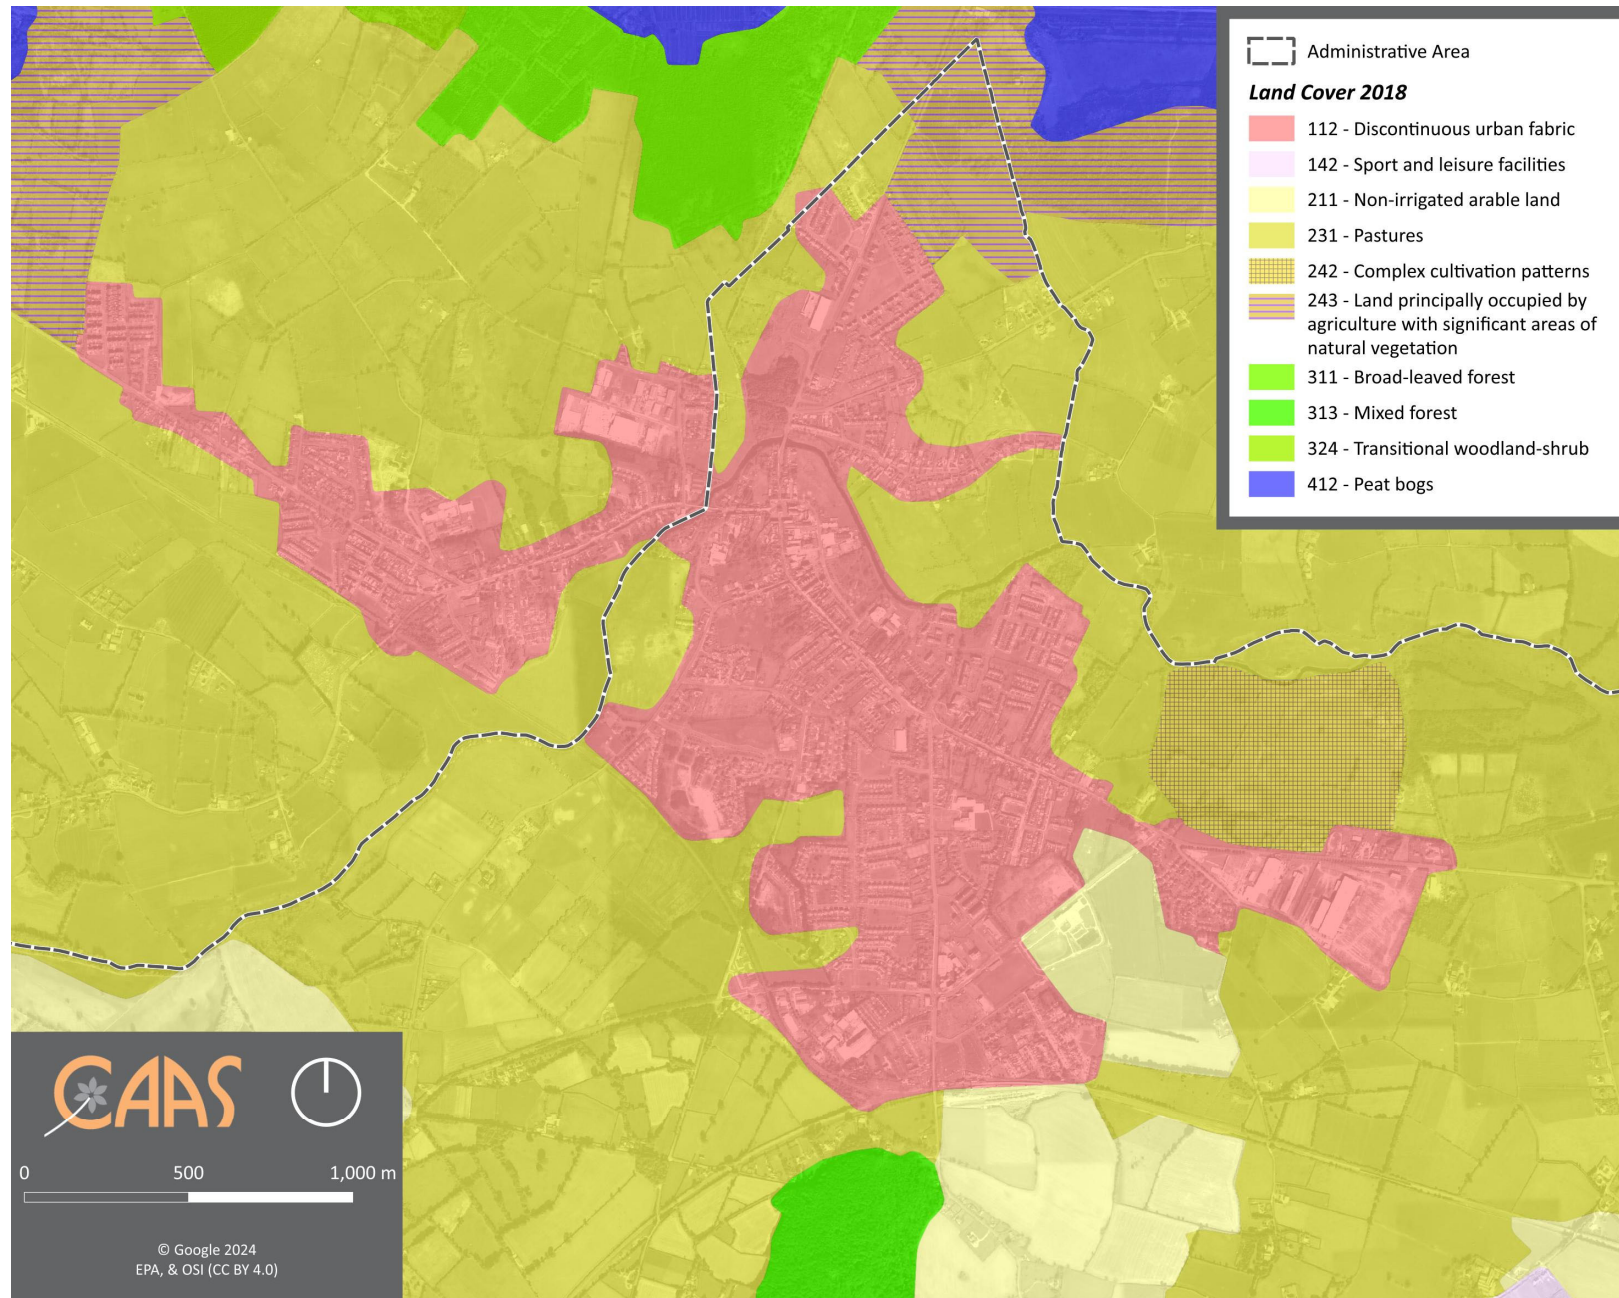 Administrative Area
Land Cover 2018
112 - Discontinuous urban fabric
142 - Sport and leisure facilities
211 - Non-irrigated arable land
231 - Pastures
242 - Complex cultivation patterns
243 - Land principally occupied by
agriculture with significant areas of
natural vegetation
311 - Broad-leaved forest
313 - Mixed forest
324 - Transitional woodland-shrub
412 - Peat bogs
CAAS
0 500 1,000 m
© Google 2024
EPA, & OSI (CC BY 4.0)